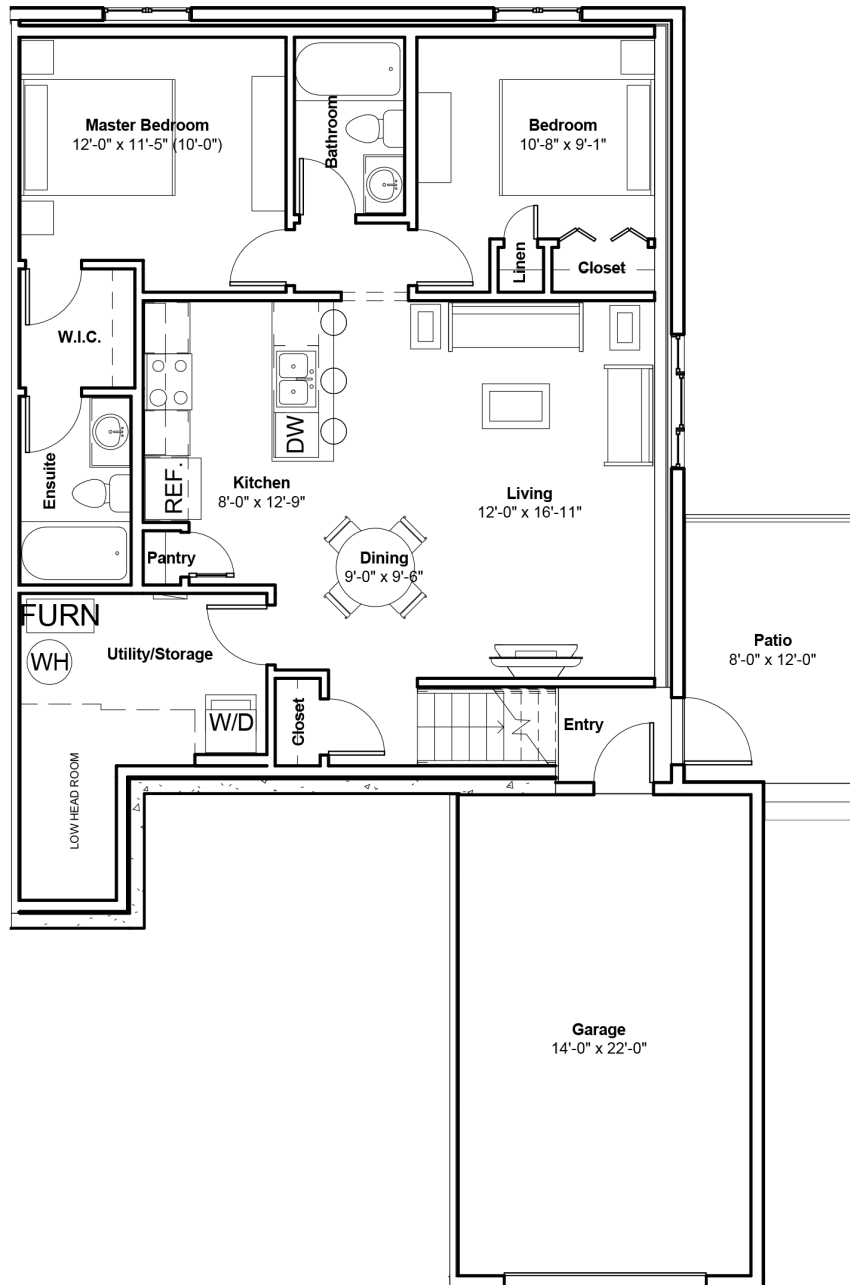 Master Bedroom
12'-0" x 11'-5" (10'-0")
Bathroom
Bedroom
10'-8" x 9'-1"
Linen
Closet
W.I.C.
Ensuite
DW
REF.
Kitchen
8'-0" x 12'-9"
Living
12'-0" x 16'-11"
Pantry
Dining
9'-0" x 9'-6"
FURN
WH
Utility/Storage
W/D
Closet
Entry
Patio
8'-0" x 12'-0"
LOW HEAD ROOM
Garage
14'-0" x 22'-0"